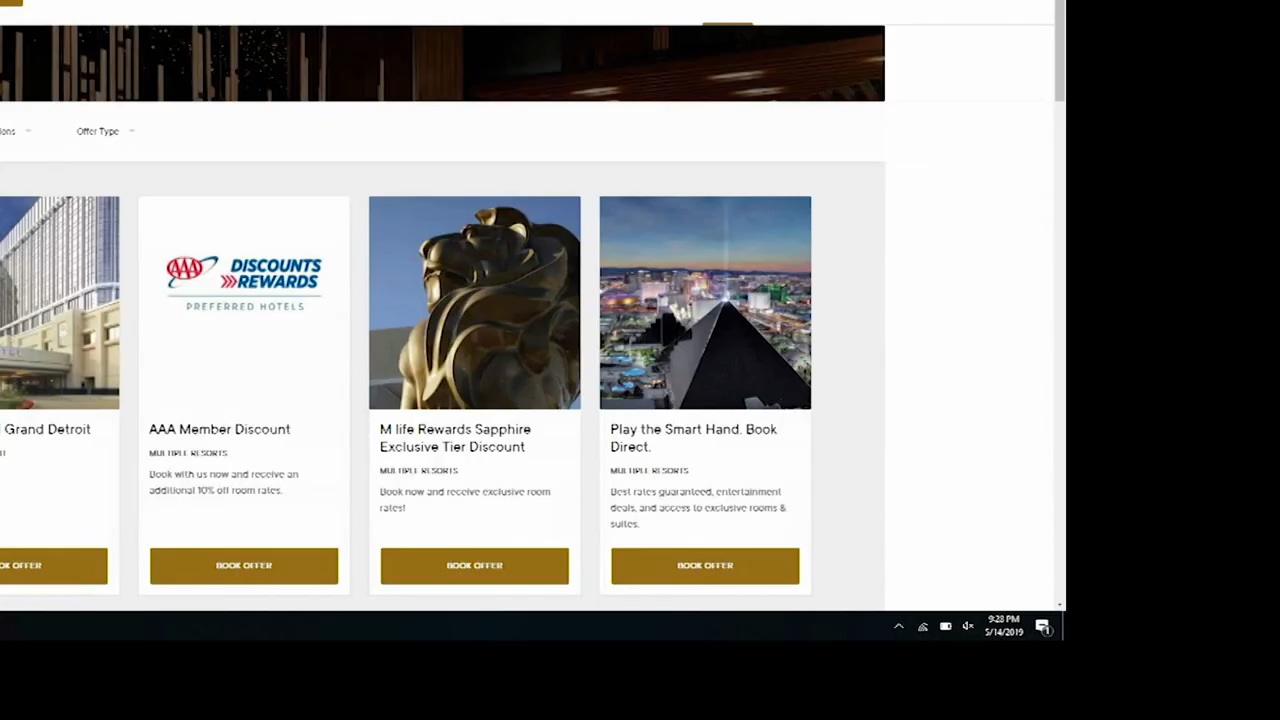 ions
Offer Type
AAA DISCOUNTS
REWARDS
PREFERRED HOTELS
Grand Detroit
AAA Member Discount
MULTIPLE RESORTS
Book with us now and receive an
additional 10% off room rates.
M life Rewards Sapphire
Exclusive Tier Discount
MULTIPLE RESORTS
Book now and receive exclusive room
rates!
Play the Smart Hand. Book
Direct.
MULTIPLE RESORTS
Best rates guaranteed, entertainment
deals, and access to exclusive rooms &
suites.
OK OFFER
BOOK OFFER
BOOK OFFER
BOOK OFFER
9:28 PM
5/14/2019
1